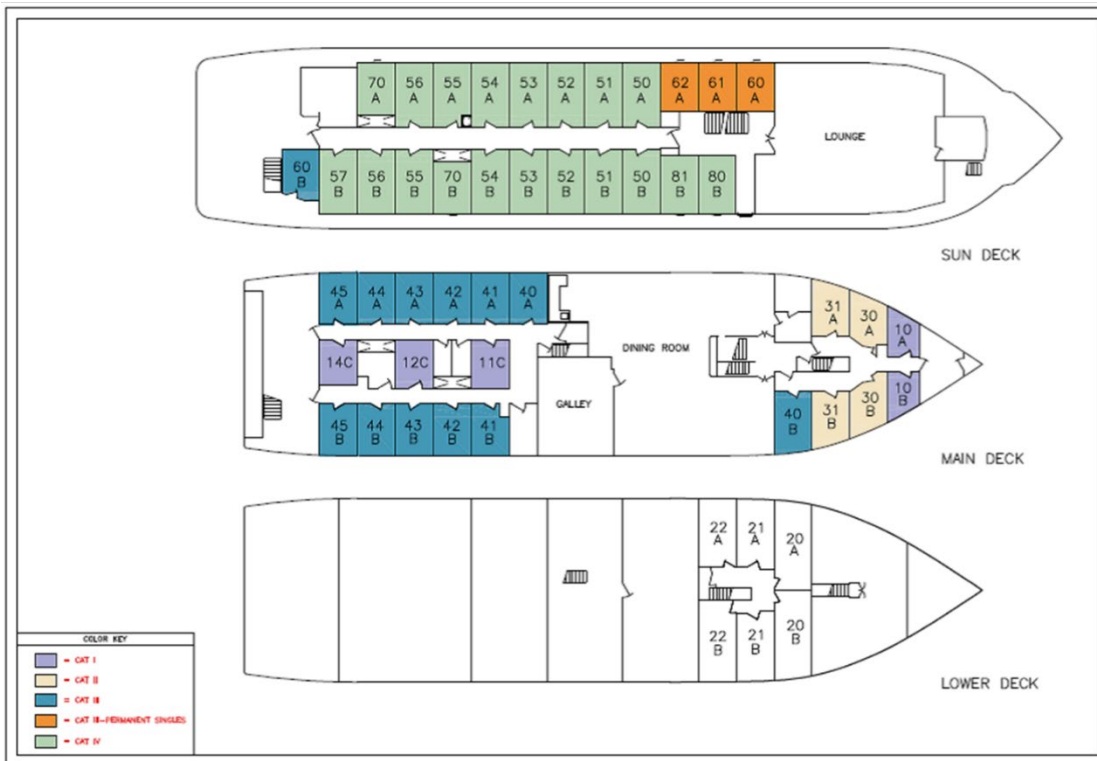 70 A
56 A
55 A
54 A
53 A
52 A
51 A
50 A
62 A
61 A
60 A
LOUNGE
60 B
57 B
56 B
55 B
70 B
54 B
53 B
52 B
51 B
50 B
81 B
80 B
SUN DECK
45 A
44 A
43 A
42 A
41 A
40 A
31 A
30 A
10 A
14C
12C
11C
DINING ROOM
GALLEY
45 B
44 B
43 B
42 B
41 B
40 B
31 B
30 B
10 B
MAIN DECK
22 A
21 A
20 A
22 B
21 B
20 B
LOWER DECK
COLOR KEY
= CAT I
= CAT II
= CAT III
= CAT III-PERMANENT SINGLES
= CAT IV